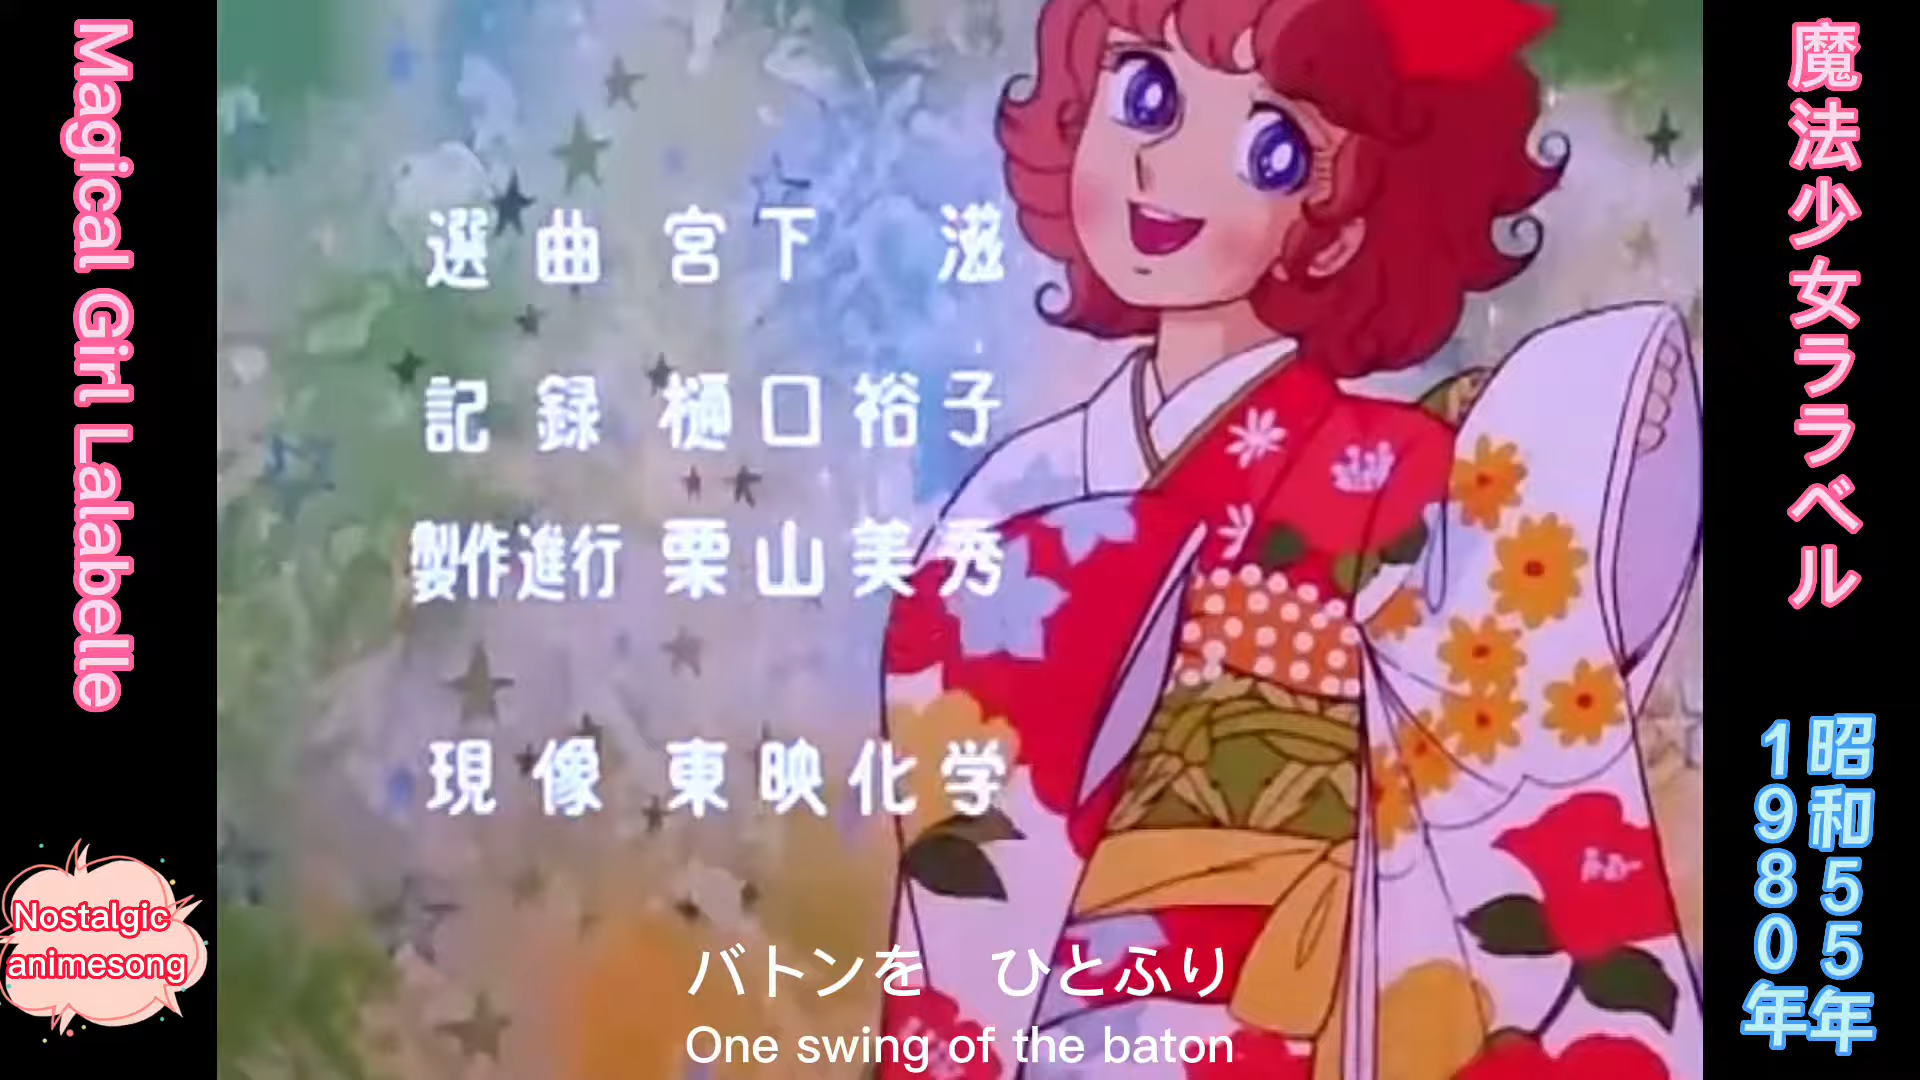 Magical Girl Lalabelle
魔法少女ララベル
選曲 宮下 滋
記録 樋口裕子
製作進行 栗山美秀
現像 東映化学
昭和55年
1980年
Nostalgic
animesong
バトンを ひとふり
One swing of the baton